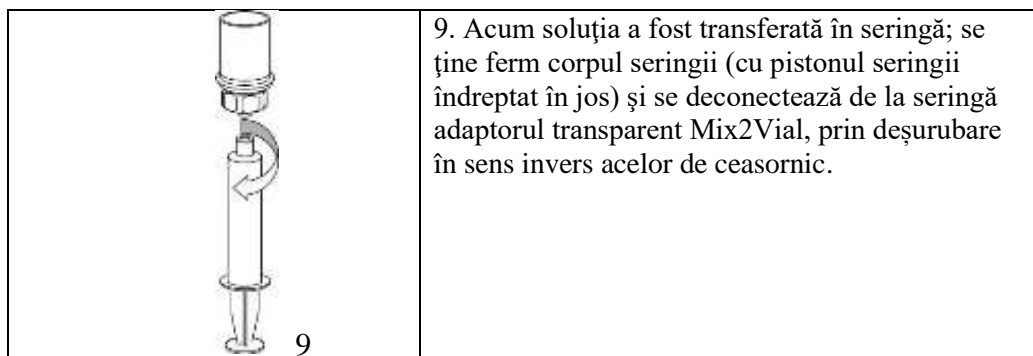 9
9. Acum soluţia a fost transferată în seringă; se
ţine ferm corpul seringii (cu pistonul seringii
îndreptat în jos) şi se deconectează de la seringă
adaptorul transparent Mix2Vial, prin deșurubare
în sens invers acelor de ceasornic.